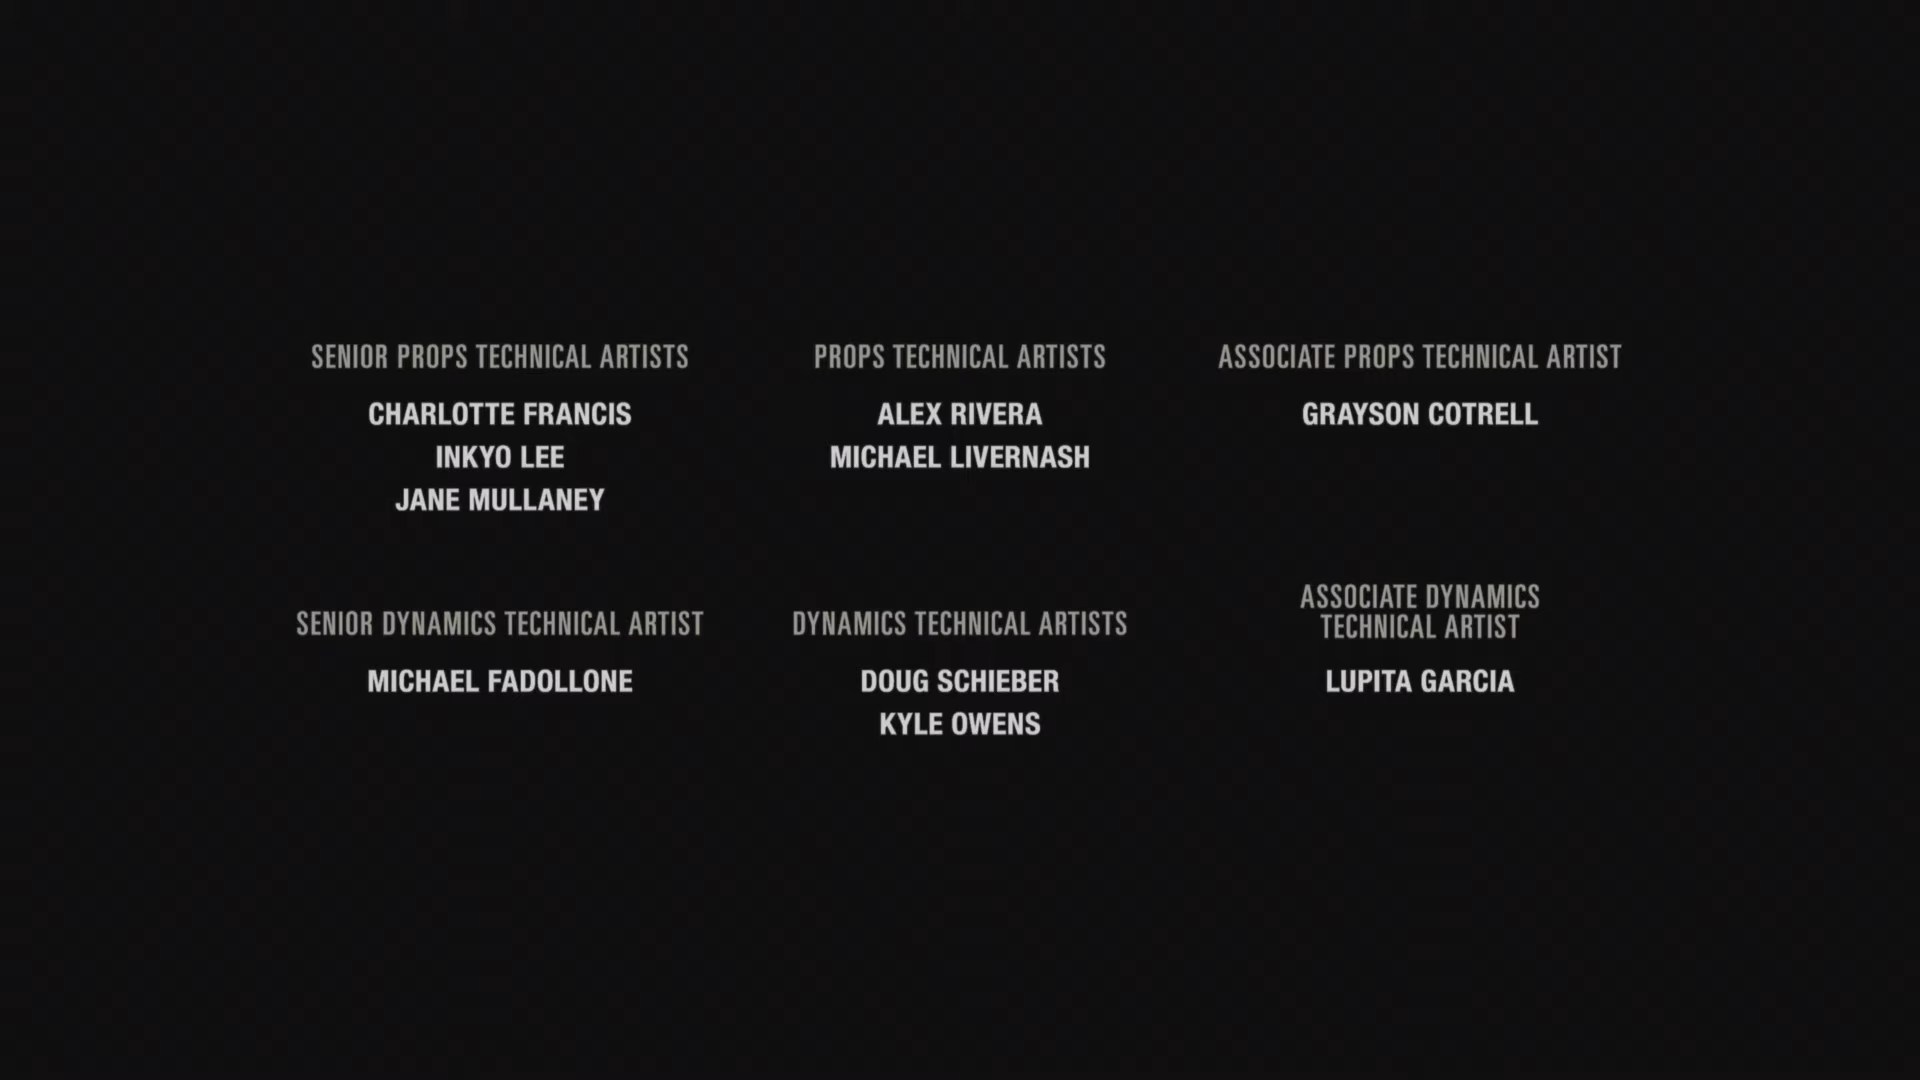 SENIOR PROPS TECHNICAL ARTISTS
CHARLOTTE FRANCIS
INKYO LEE
JANE MULLANEY
PROPS TECHNICAL ARTISTS
ALEX RIVERA
MICHAEL LIVERNASH
ASSOCIATE PROPS TECHNICAL ARTIST
GRAYSON COTRELL
SENIOR DYNAMICS TECHNICAL ARTIST
MICHAEL FADOLLONE
DYNAMICS TECHNICAL ARTISTS
DOUG SCHIEBER
KYLE OWENS
ASSOCIATE DYNAMICS
TECHNICAL ARTIST
LUPITA GARCIA